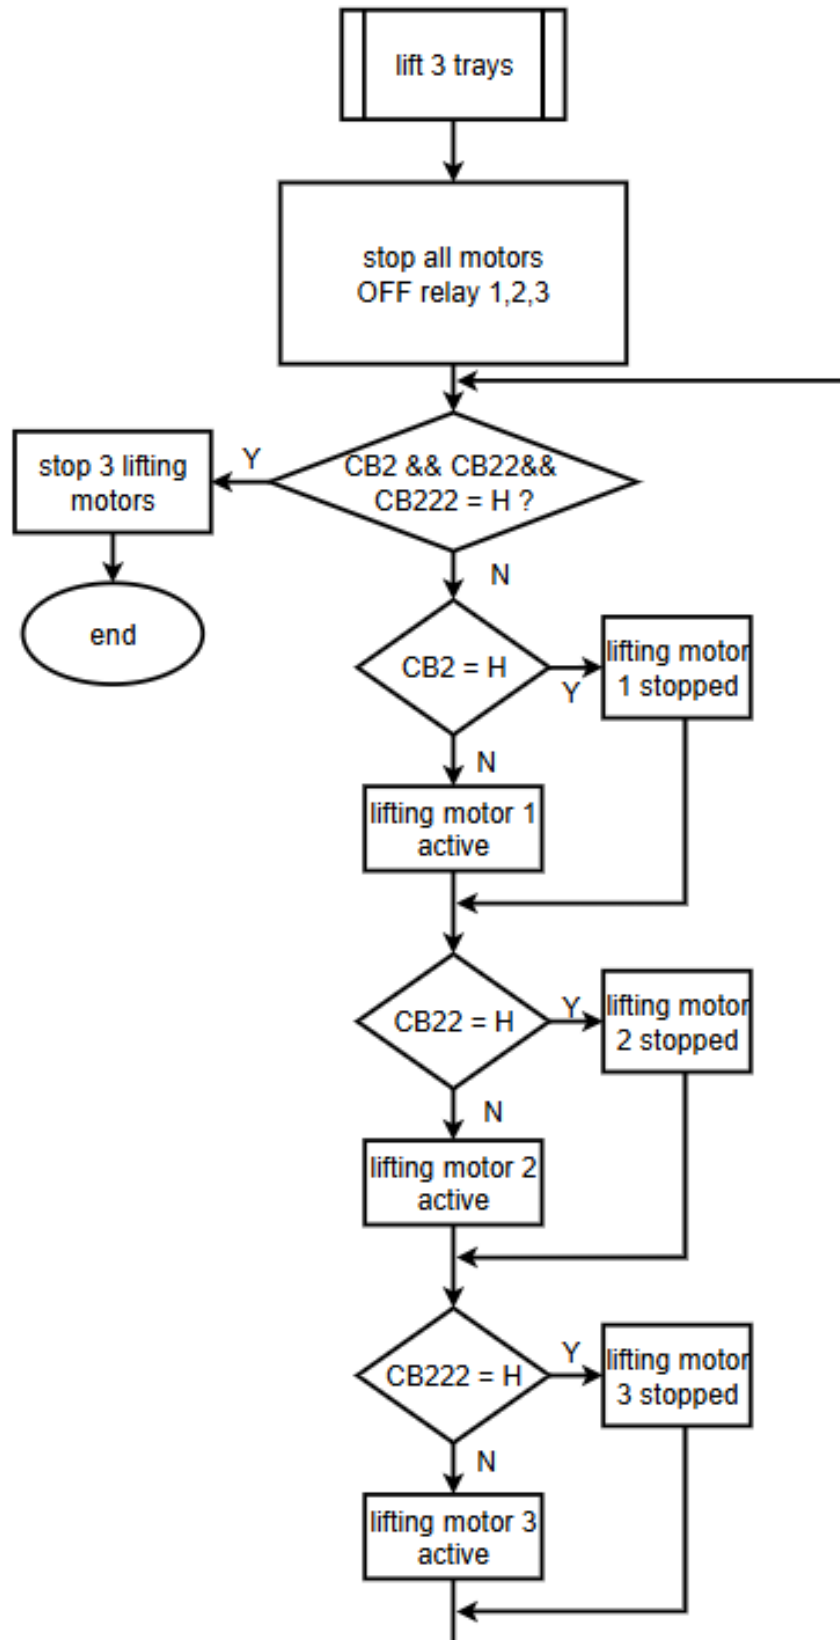 lift 3 trays
stop all motors
OFF relay 1,2,3
CB2 && CB22&&
CB222 = H ?
Y
stop 3 lifting
motors
end
N
CB2 = H
Y
lifting motor
1 stopped
N
lifting motor 1
active
CB22 = H
Y
lifting motor
2 stopped
N
lifting motor 2
active
CB222 = H
Y
lifting motor
3 stopped
N
lifting motor 3
active